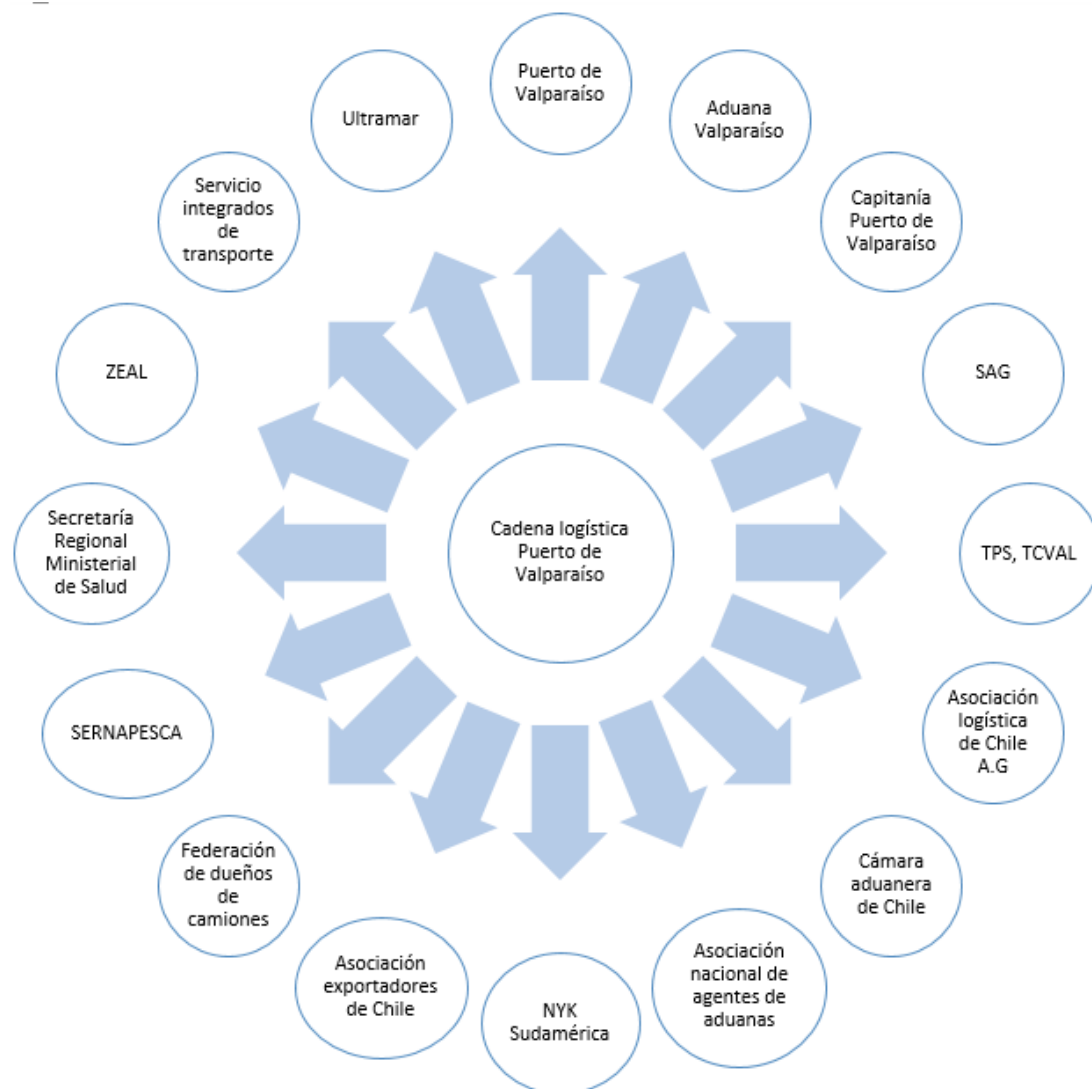 Puerto de
Valparaíso
Aduana
Valparaíso
Capitanía
Puerto de
Valparaíso
SAG
TPS, TCVAL
Asociación
logística
de Chile
A.G
Cámara
aduanera
de Chile
Asociación
nacional de
agentes de
aduanas
NYK
Sudamérica
Asociación
exportadores
de Chile
Federación
de dueños
de
camiones
SERNAPESCA
Secretaría
Regional
Ministerial
de Salud
ZEAL
Servicio
integrados
de
transporte
Ultramar
Cadena logística
Puerto de
Valparaíso